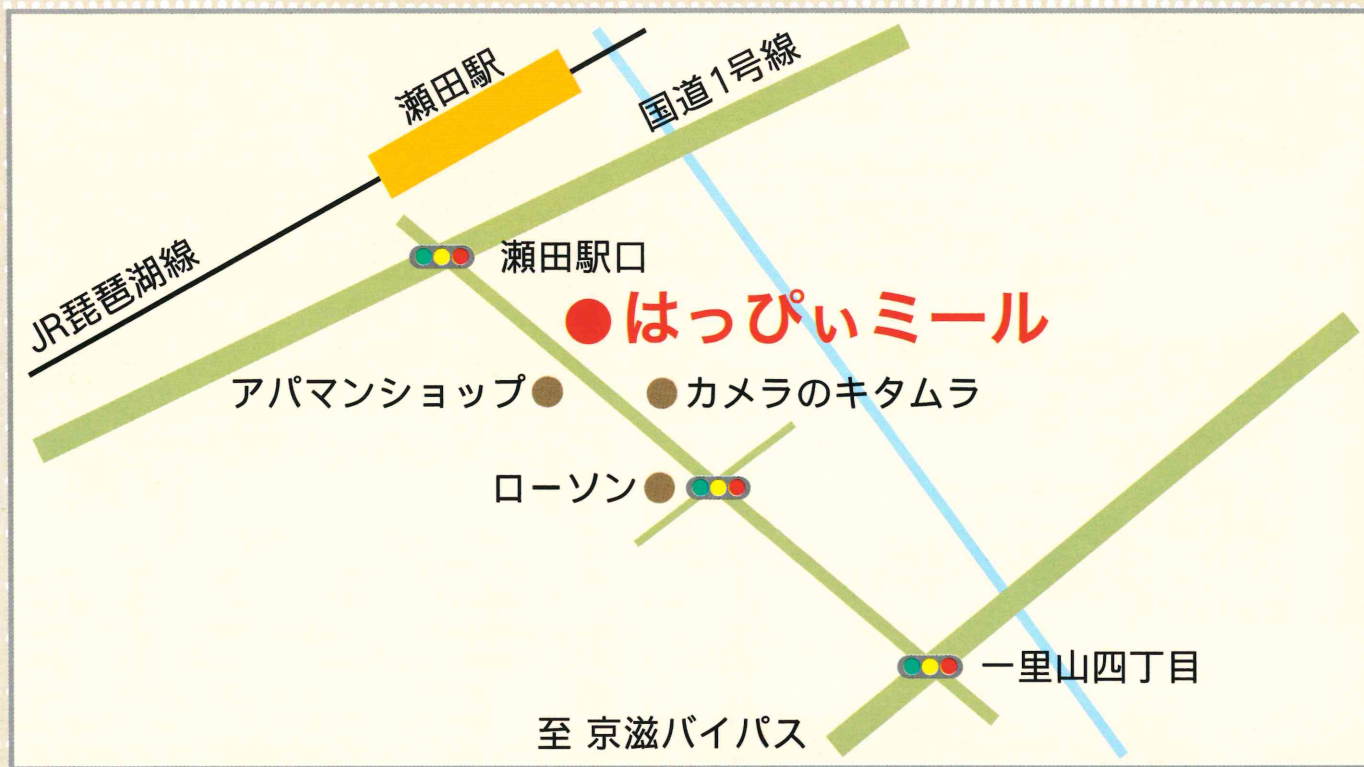 瀬田駅
国道1号線
JR琵琶湖線
瀬田駅口
はっぴぃミール
アパマンショップ
カメラのキタムラ
ローソン
一里山四丁目
至 京滋バイパス